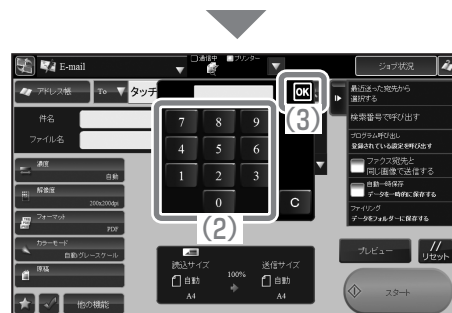 E-mail
通信中
プリンター
ジョブ状況
アドレス帳
To
タッチ
OK
(3)
最近送った宛先から
選択する
検索番号で呼び出す
件名
ファイル名
7 8 9
4 5 6
1 2 3
0
C
(2)
プログラム呼び出し
登録されている設定を呼び出す
ファクス宛先と
同じ画像で送信する
自動一時保存
データを一時的に保存する
ファイリング
データをフォルダーに保存する
濃度
自動
解像度
200x200dpi
フォーマット
PDF
カラーモード
自動/グレースケール
原稿
他の機能
読込サイズ
自動
A4
100%
送信サイズ
自動
A4
プレビュー
リセット
スタート